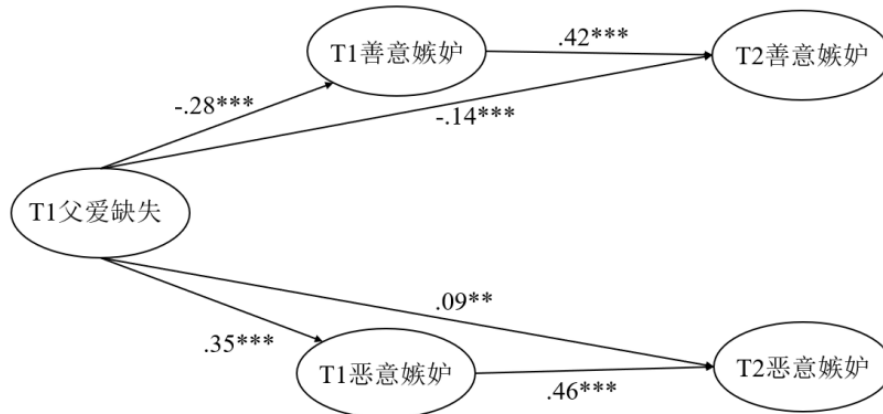 T1善意嫉妒
.42***
T2善意嫉妒
-.28***
-.14***
T1父爱缺失
.09**
.35***
T1恶意嫉妒
.46***
T2恶意嫉妒